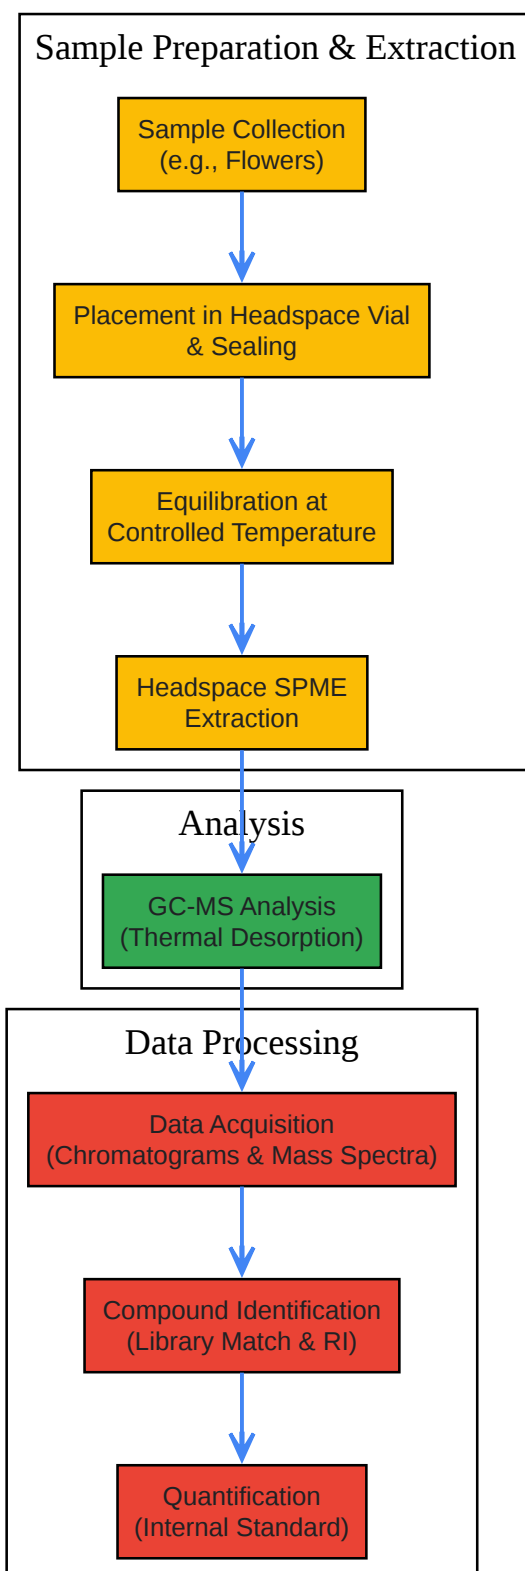 Sample Preparation & Extraction
Sample Collection
(e.g., Flowers)
Placement in Headspace Vial
& Sealing
Equilibration at
Controlled Temperature
Headspace SPME
Extraction
Analysis
GC-MS Analysis
(Thermal Desorption)
Data Processing
Data Acquisition
(Chromatograms & Mass Spectra)
Compound Identification
(Library Match & RI)
Quantification
(Internal Standard)